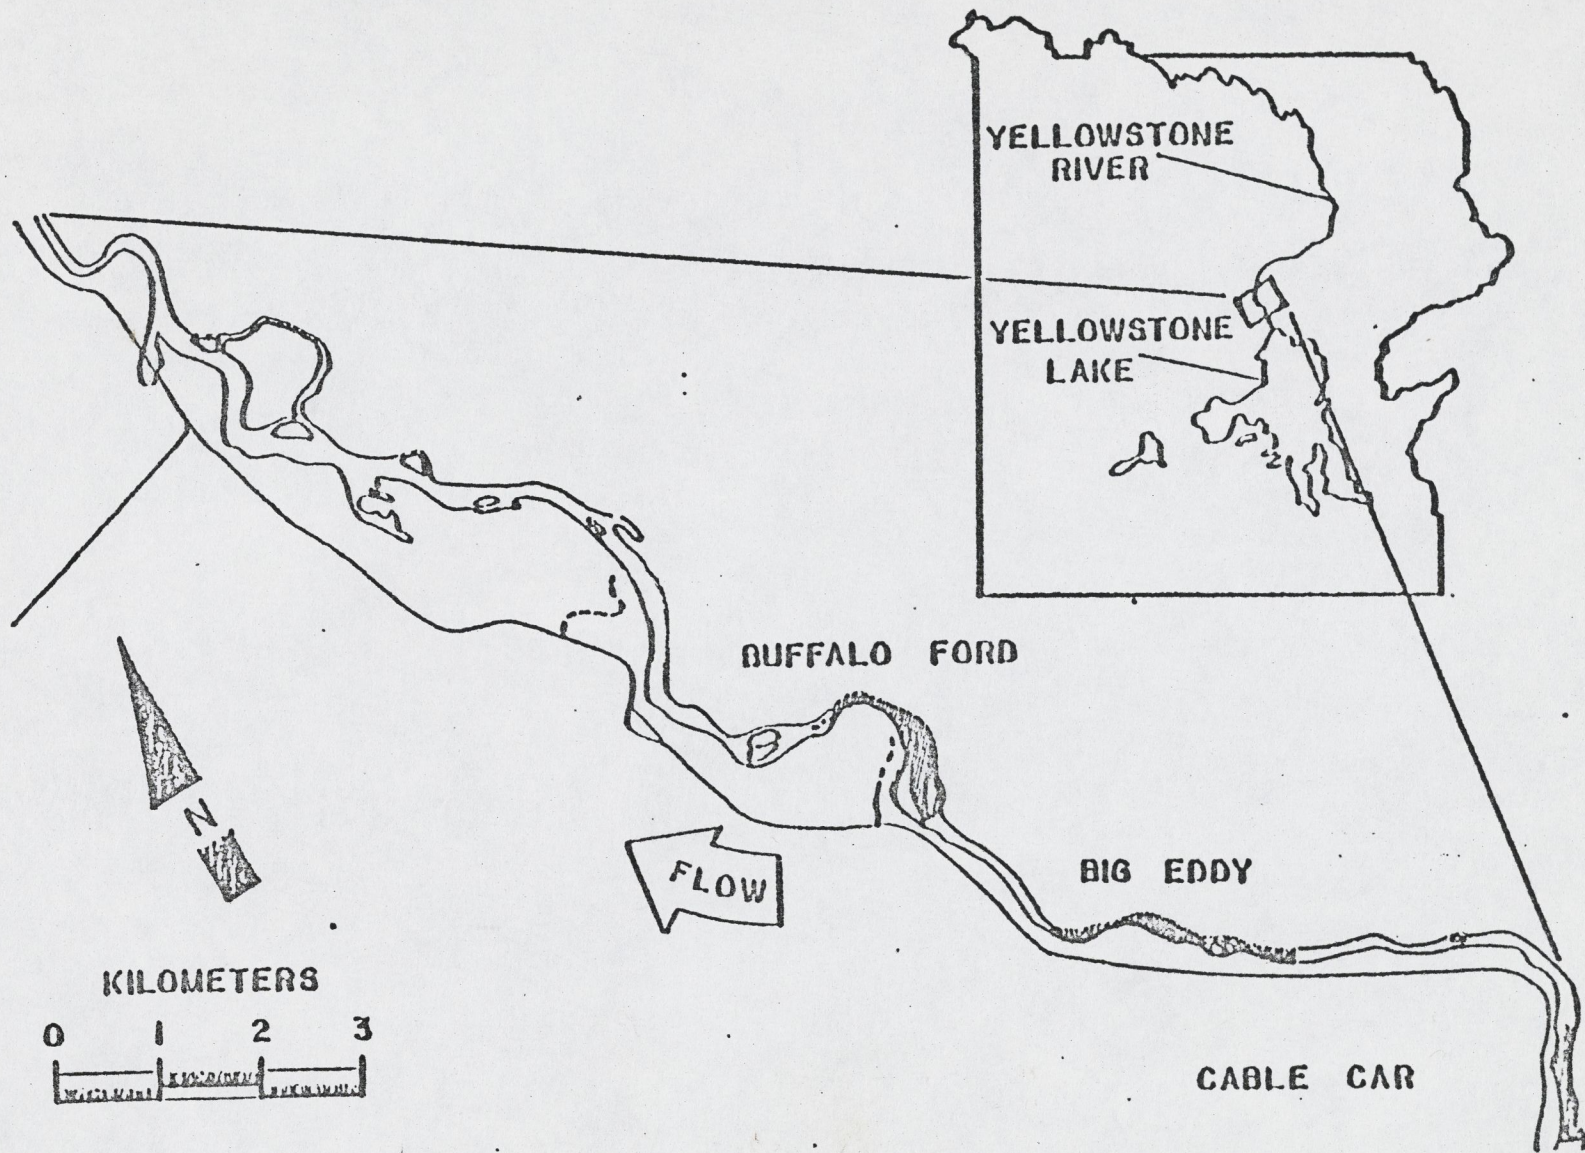 YELLOWSTONE
RIVER
YELLOWSTONE
LAKE
BUFFALO FORD
FLOW
BIG EDDY
N
KILOMETERS
0 1 2 3
CABLE CAR